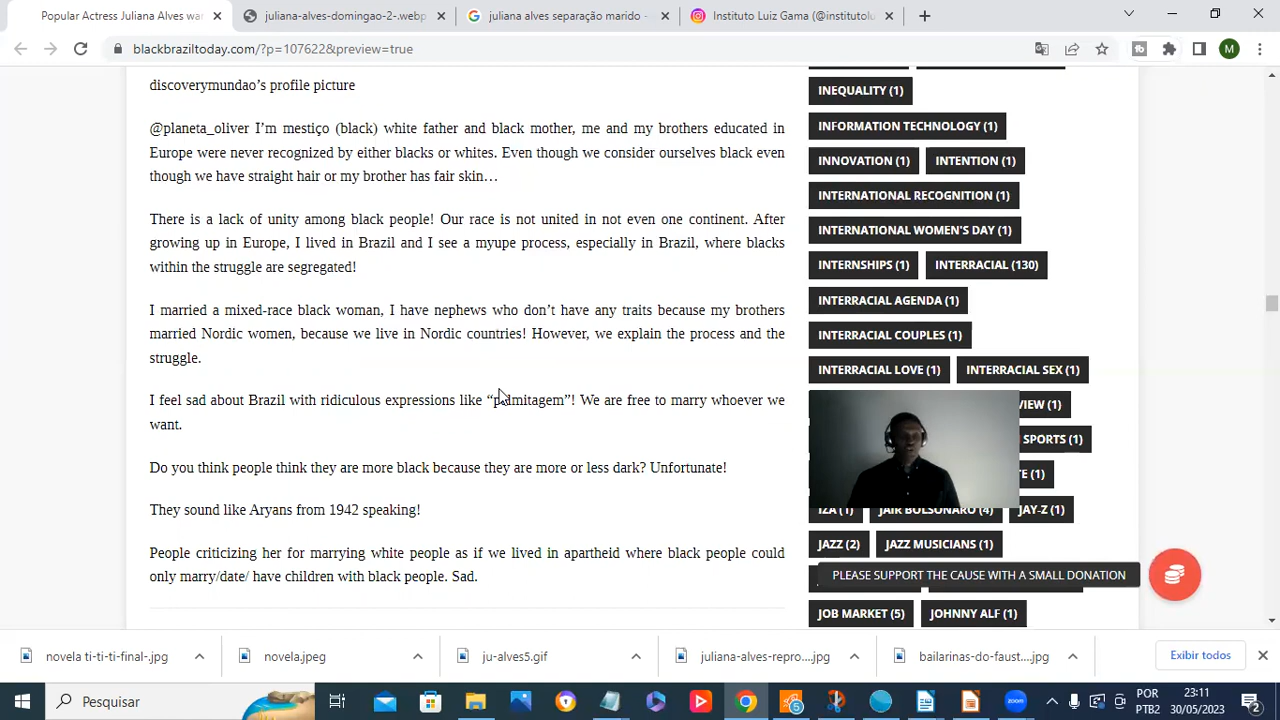 Popular Actress Juliana Alves wa
juliana-alves-domingao-2-.webp
juliana alves separação marido -
Instituto Luiz Gama (@institutolu
blackbraziltoday.com/?p=107622&preview=true
M
discoverymundao’s profile picture
@planeta_oliver I’m mestiço (black) white father and black mother, me and my brothers educated in
Europe were never recognized by either blacks or whites. Even though we consider ourselves black even
though we have straight hair or my brother has fair skin…
There is a lack of unity among black people! Our race is not united in not even one continent. After
growing up in Europe, I lived in Brazil and I see a myupe process, especially in Brazil, where blacks
within the struggle are segregated!
I married a mixed-race black woman, I have nephews who don’t have any traits because my brothers
married Nordic women, because we live in Nordic countries! However, we explain the process and the
struggle.
I feel sad about Brazil with ridiculous expressions like “palmitagem”! We are free to marry whoever we
want.
Do you think people think they are more black because they are more or less dark? Unfortunate!
They sound like Aryans from 1942 speaking!
People criticizing her for marrying white people as if we lived in apartheid where black people could
only marry/date/ have children with black people. Sad.
INEQUALITY (1)
INFORMATION TECHNOLOGY (1)
INNOVATION (1) INTENTION (1)
INTERNATIONAL RECOGNITION (1)
INTERNATIONAL WOMEN'S DAY (1)
INTERNSHIPS (1) INTERRACIAL (130)
INTERRACIAL AGENDA (1)
INTERRACIAL COUPLES (1)
INTERRACIAL LOVE (1) INTERRACIAL SEX (1)
VIEW (1)
SPORTS (1)
TE (1)
IZA (1) JAIR BOLSONARO (4) JAY-Z (1)
JAZZ (2) JAZZ MUSICIANS (1)
PLEASE SUPPORT THE CAUSE WITH A SMALL DONATION
JOB MARKET (5) JOHNNY ALF (1)
novela ti-ti-ti-final-.jpg
novela.jpeg
ju-alves5.gif
juliana-alves-repro....jpg
bailarinas-do-faust....jpg
Exibir todos
Pesquisar
5
zoom
POR
PTB2
23:11
30/05/2023
2